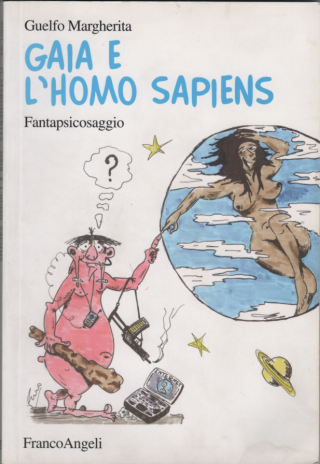 Guelfo Margherita
GAIA E
L'HOMO SAPIENS
Fantapsicosaggio
?
FrancoAngeli